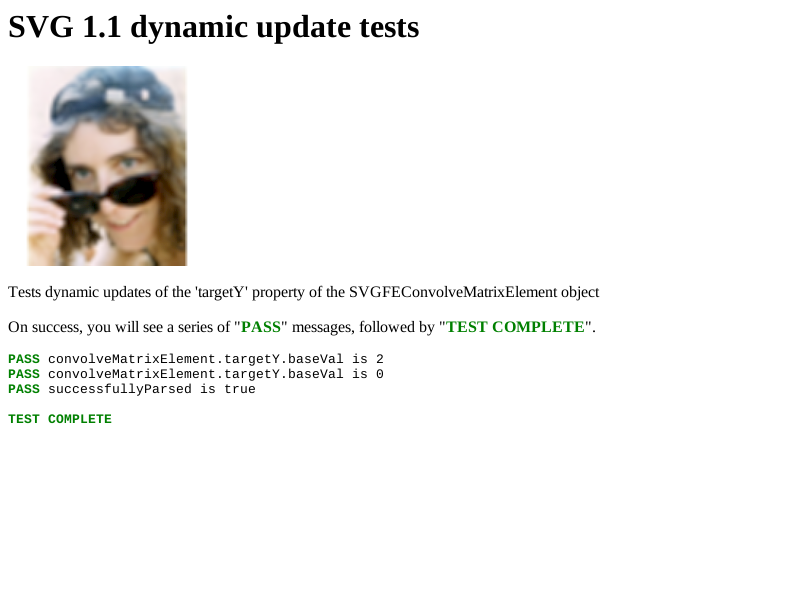 SVG 1.1 dynamic update tests
Tests dynamic updates of the 'targetY' property of the SVGFEConvolveMatrixElement object
On success, you will see a series of "PASS" messages, followed by "TEST COMPLETE".
PASS convolveMatrixElement.targetY.baseVal is 2
PASS convolveMatrixElement.targetY.baseVal is 0
PASS successfullyParsed is true
TEST COMPLETE